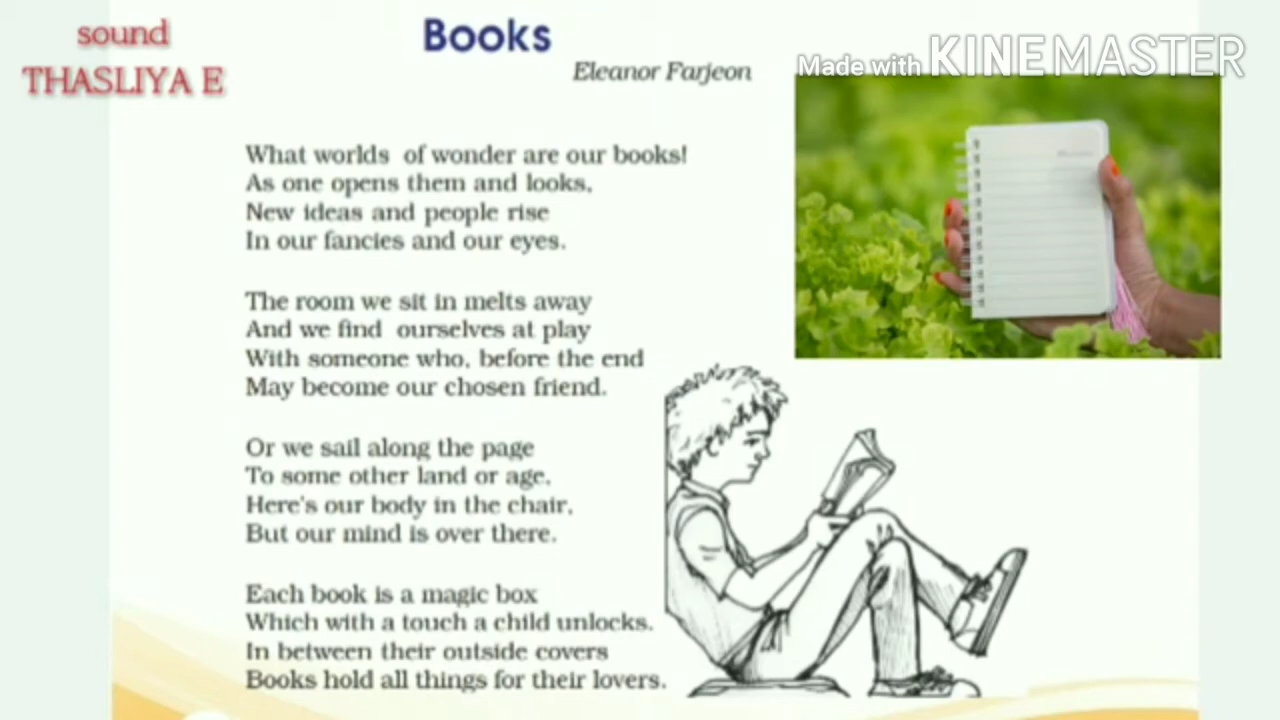 sound
THASLIYA E
Books
Eleanor Farjeon
Made with KINEMASTER
What worlds of wonder are our books!
As one opens them and looks,
New ideas and people rise
In our fancies and our eyes.
The room we sit in melts away
And we find ourselves at play
With someone who, before the end
May become our chosen friend.
Or we sail along the page
To some other land or age.
Here's our body in the chair,
But our mind is over there.
Each book is a magic box
Which with a touch a child unlocks.
In between their outside covers
Books hold all things for their lovers.